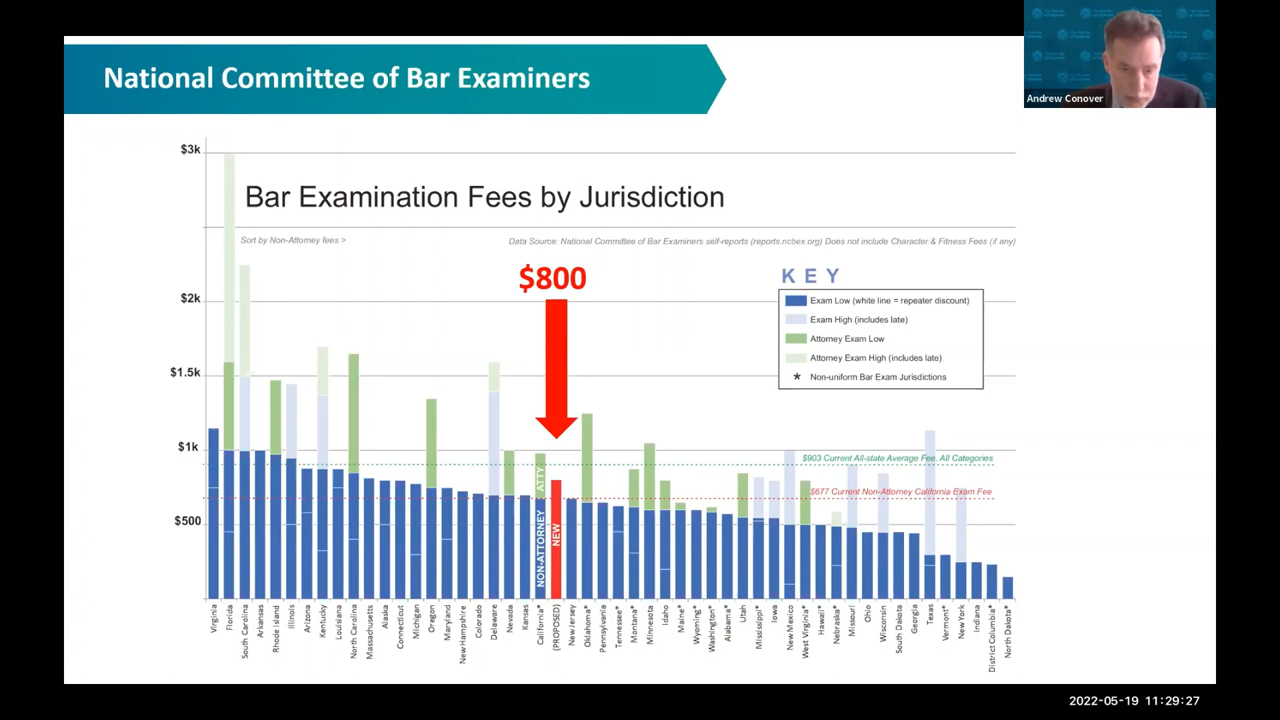 National Committee of Bar Examiners
Andrew Conover
Bar Examination Fees by Jurisdiction
Sort by Non-Attorney fees >
Data Source: National Committee of Bar Examiners self-reports (reports.ncbex.org) Does not include Character & Fitness Fees (if any)
$3k
$2k
$1.5k
$1k
$500
$800
KEY
Exam Low (white line = repeater discount)
Exam High (includes late)
Attorney Exam Low
Attorney Exam High (includes late)
* Non-uniform Bar Exam Jurisdictions
$903 Current All-state Average Fee, All Categories
$677 Current Non-Attorney California Exam Fee
ATTY
NON-ATTORNEY
NEW
Virginia
Florida
South Carolina
Arkansas
Rhode Island
Illinois
Arizona
Kentucky
Louisiana
North Carolina
Massachusetts
Alaska
Connecticut
Michigan
Oregon
Maryland
New Hampshire
Colorado
Delaware
Nevada
Kansas
California*
(PROPOSED)
New Jersey
Oklahoma*
Pennsylvania
Tennessee*
Montana*
Minnesota
Idaho
Maine*
Wyoming*
Washington*
Alabama*
Utah
Mississippi*
Iowa
New Mexico
West Virginia*
Hawaii*
Nebraska*
Missouri
Ohio
Wisconsin
South Dakota
Georgia
Texas
Vermont*
New York
Indiana
District Columbia*
North Dakota*
2022-05-19 11:29:27